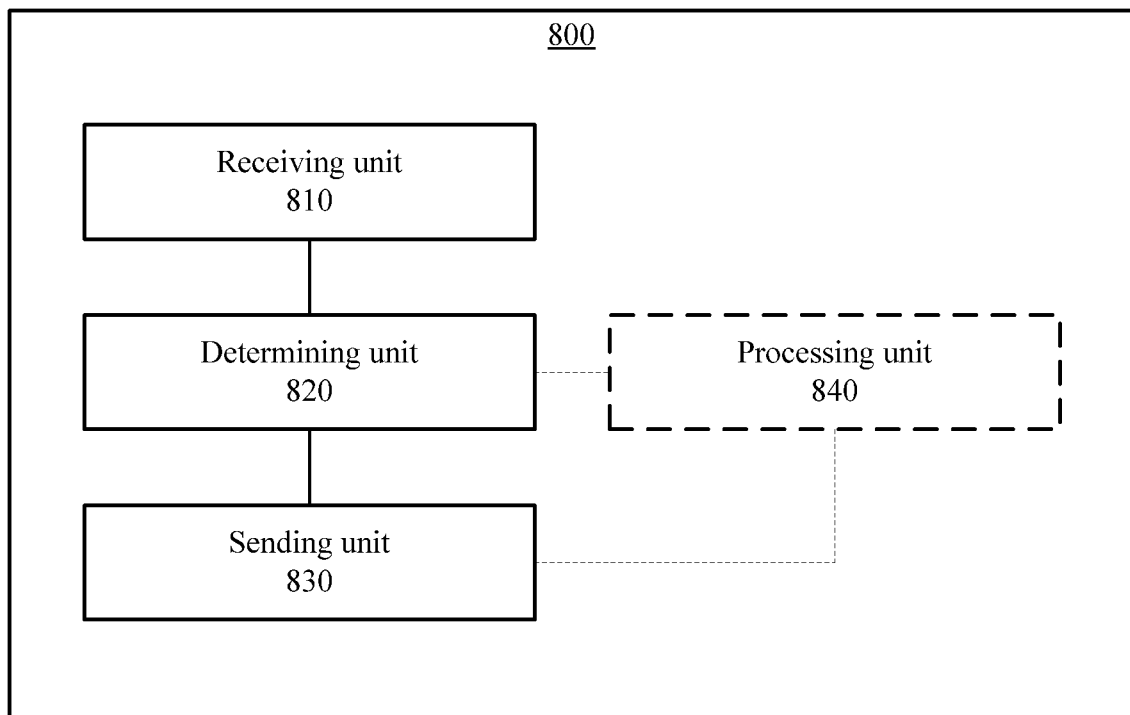 800
Receiving unit
810
Determining unit
820
Processing unit
840
Sending unit
830